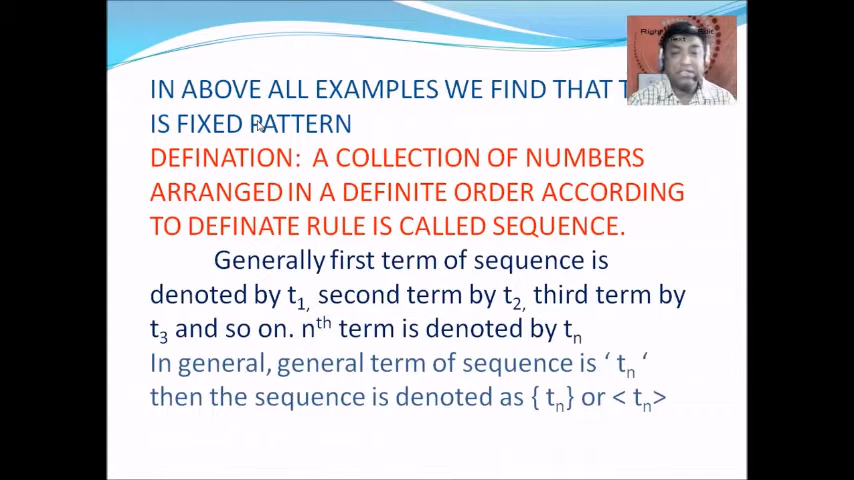 IN ABOVE ALL EXAMPLES WE FIND THAT
IS FIXED PATTERN
DEFINATION: A COLLECTION OF NUMBERS
ARRANGED IN A DEFINITE ORDER ACCORDING
TO DEFINATE RULE IS CALLED SEQUENCE.
Generally first term of sequence is
denoted by t1, second term by t2, third term by
t3 and so on. nth term is denoted by tn
In general, general term of sequence is ‘ tn ‘
then the sequence is denoted as { tn} or < tn>